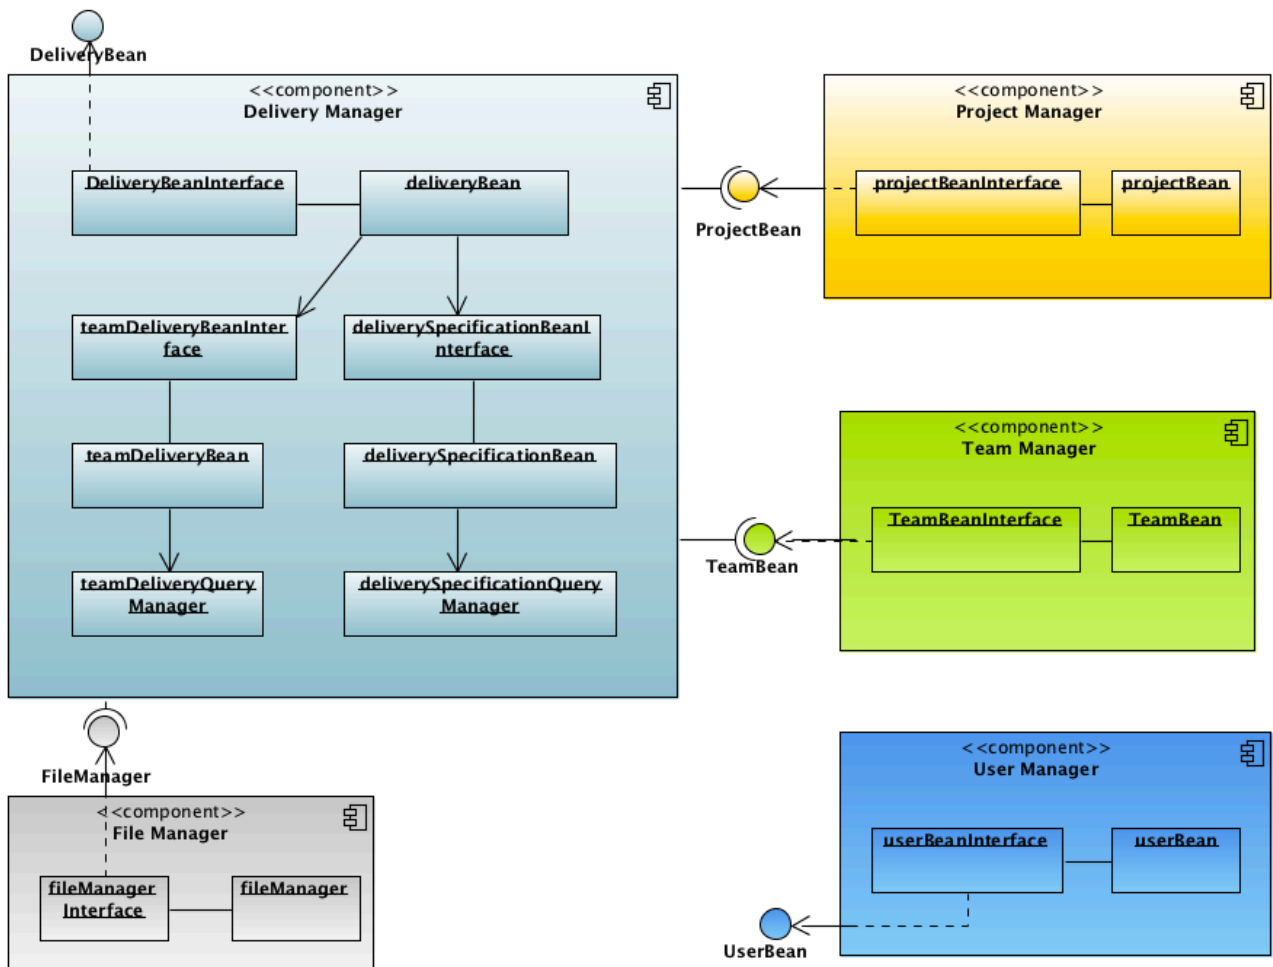 DeliveryBean
<<component>>
Delivery Manager
DeliveryBeanInterface
deliveryBean
teamDeliveryBeanInter
face
deliverySpecificationBeanI
nterface
teamDeliveryBean
deliverySpecificationBean
teamDeliveryQuery
Manager
deliverySpecificationQuery
Manager
<<component>>
Project Manager
projectBeanInterface
projectBean
ProjectBean
<<component>>
Team Manager
TeamBeanInterface
TeamBean
TeamBean
FileManager
<<component>>
File Manager
fileManager
Interface
fileManager
<<component>>
User Manager
userBeanInterface
userBean
UserBean